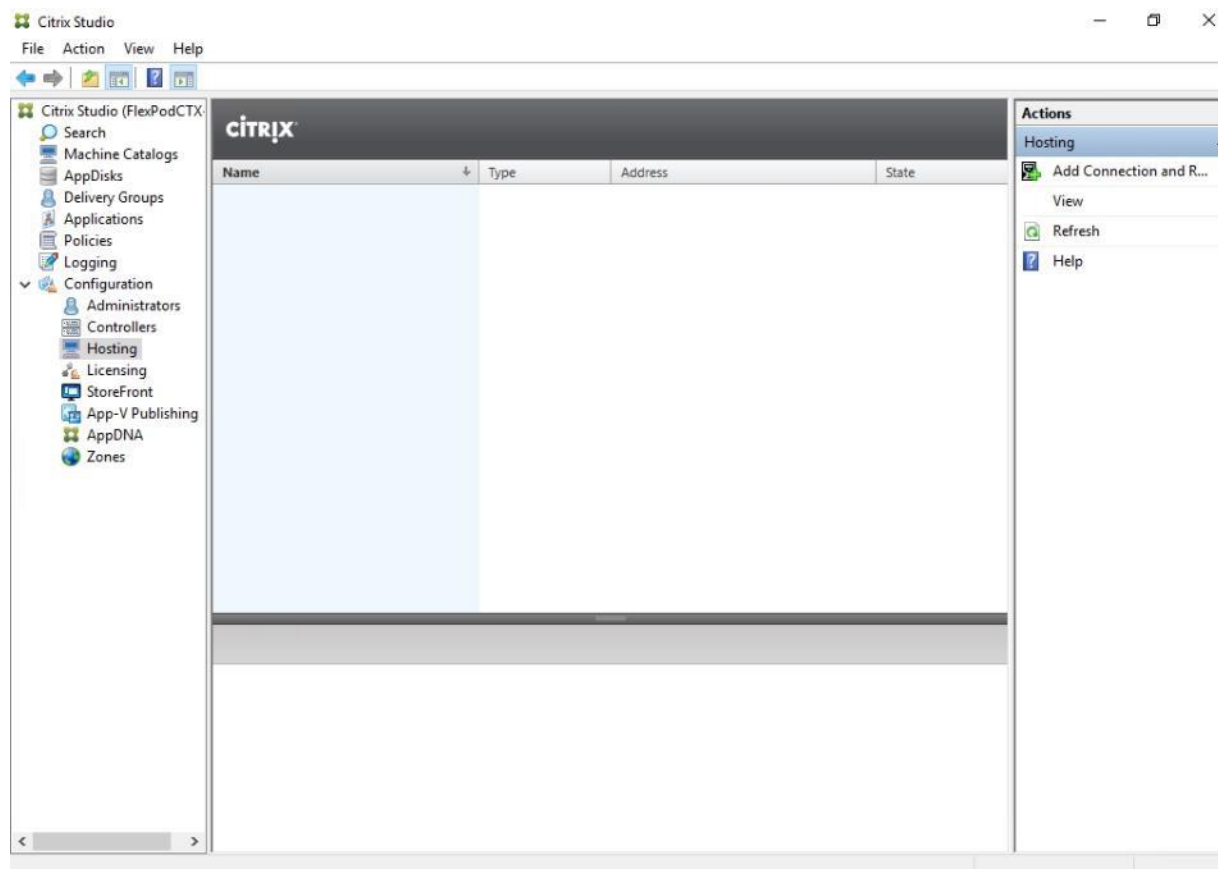 Citrix Studio
File Action View Help
Citrix Studio (FlexPodCTX-
Search
Machine Catalogs
AppDisks
Delivery Groups
Applications
Policies
Logging
Configuration
Administrators
Controllers
Hosting
Licensing
StoreFront
App-V Publishing
AppDNA
Zones
CITRIX
Name Type Address State
Actions
Hosting
Add Connection and R...
View
Refresh
Help